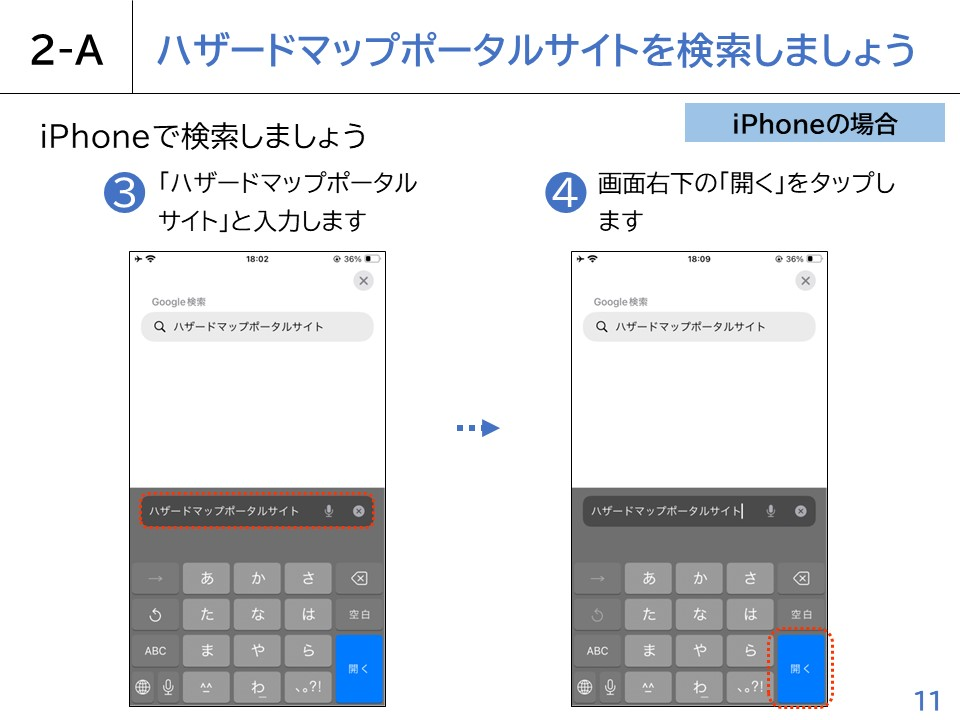 2-A
ハザードマップポータルサイトを検索しましょう
iPhoneで検索しましょう
iPhoneの場合
3
「ハザードマップポータル
サイト」と入力します
4
画面右下の「開く」をタップし
ます
18:02
36%
Google 検索
ハザードマップポータルサイト
ハザードマップポータルサイト
→ あ か さ
た な は 空白
ABC ま や ら
^^ わ_ 、。?! 開く
18:09
36%
Google 検索
ハザードマップポータルサイト
ハザードマップポータルサイト
→ あ か さ
た な は 空白
ABC ま や ら
^^ わ_ 、。?! 開く
11